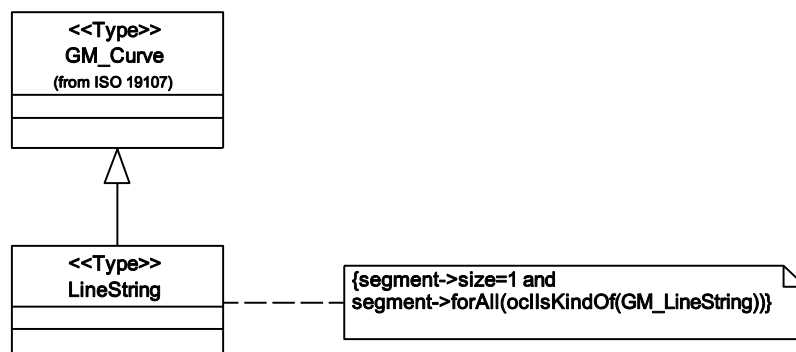 <<Type>>
GM_Curve
(from ISO 19107)
<<Type>>
LineString
{segment->size=1 and
segment->forAll(oclIsKindOf(GM_LineString))}